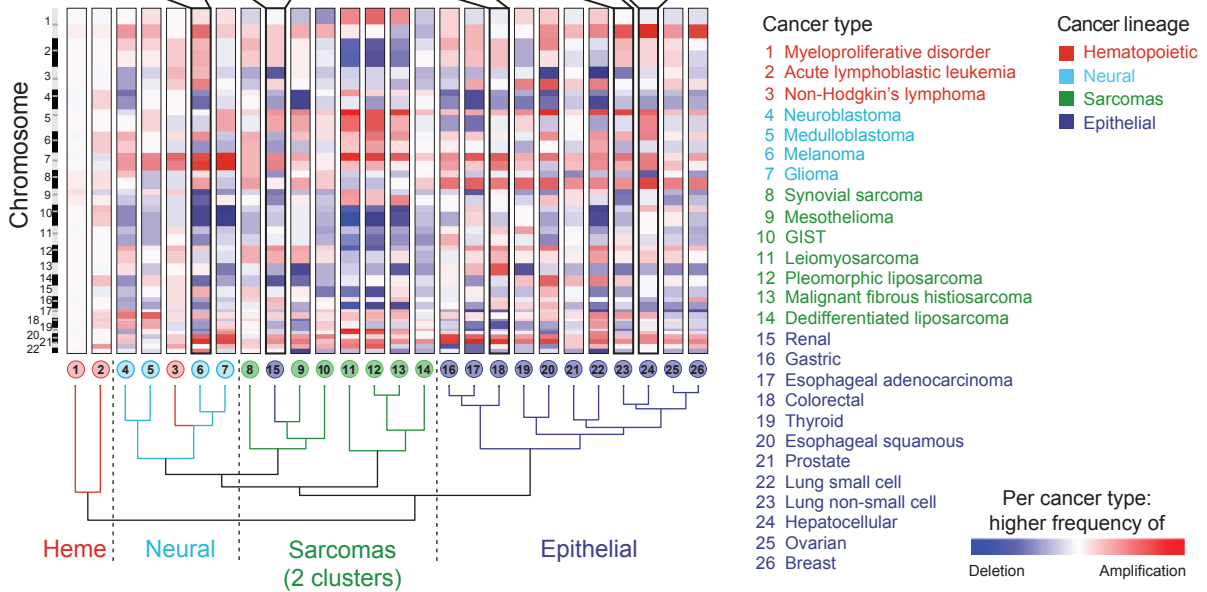 Chromosome
1
2
3
4
5
6
7
8
9
10
11
12
13
14
15
16
17
18 19
20 21
22
1 2 4 5 3 6 7 8 15 9 10 11 12 13 14 16 17 18 19 20 21 22 23 24 25 26
Heme Neural Sarcomas Epithelial
(2 clusters)
Cancer type
1 Myeloproliferative disorder
2 Acute lymphoblastic leukemia
3 Non-Hodgkin's lymphoma
4 Neuroblastoma
5 Medulloblastoma
6 Melanoma
7 Glioma
8 Synovial sarcoma
9 Mesothelioma
10 GIST
11 Leiomyosarcoma
12 Pleomorphic liposarcoma
13 Malignant fibrous histiosarcoma
14 Dedifferentiated liposarcoma
15 Renal
16 Gastric
17 Esophageal adenocarcinoma
18 Colorectal
19 Thyroid
20 Esophageal squamous
21 Prostate
22 Lung small cell
23 Lung non-small cell
24 Hepatocellular
25 Ovarian
26 Breast
Cancer lineage
Hematopoietic
Neural
Sarcomas
Epithelial
Per cancer type:
higher frequency of
Deletion Amplification